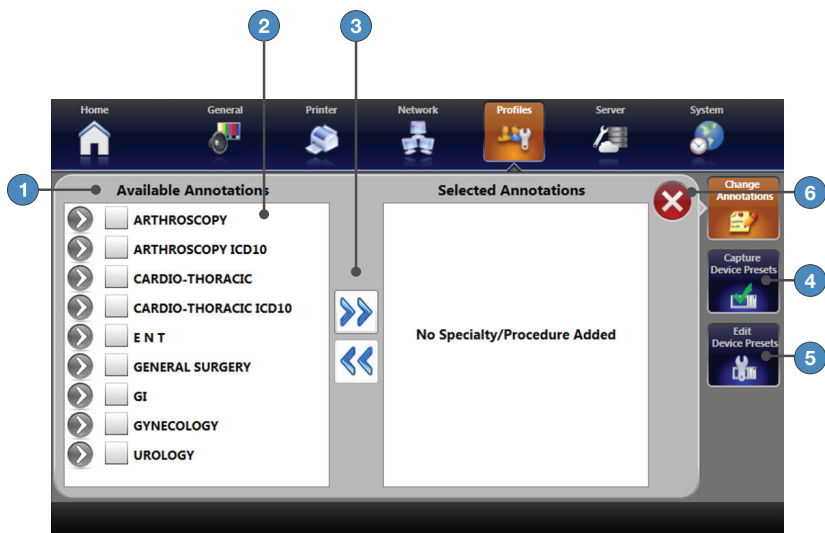 2
3
Home
General
Printer
Network
Profiles
Server
System
1
Available Annotations
Selected Annotations
Change
Annotations
6
ARTHROSCOPY
ARTHROSCOPY ICD10
CARDIO-THORACIC
CARDIO-THORACIC ICD10
E N T
GENERAL SURGERY
GI
GYNECOLOGY
UROLOGY
No Specialty/Procedure Added
Capture
Device Presets
4
Edit
Device Presets
5